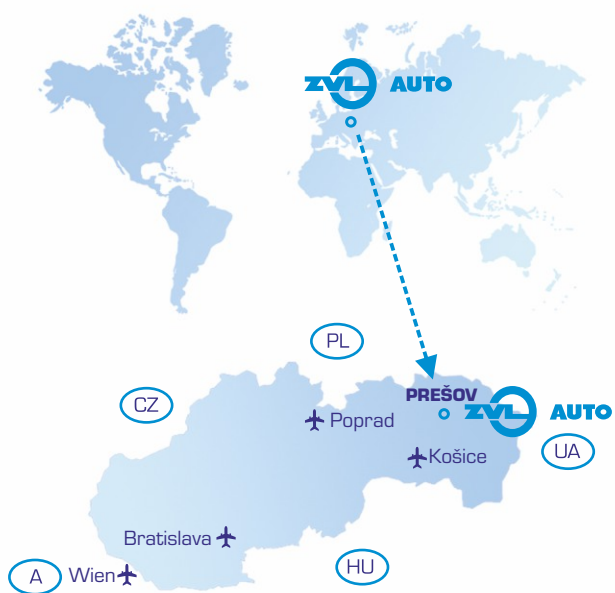 ZVL AUTO
PL
PREŠOV
CZ
ZVL AUTO
Poprad
UA
Košice
Bratislava
HU
A
Wien